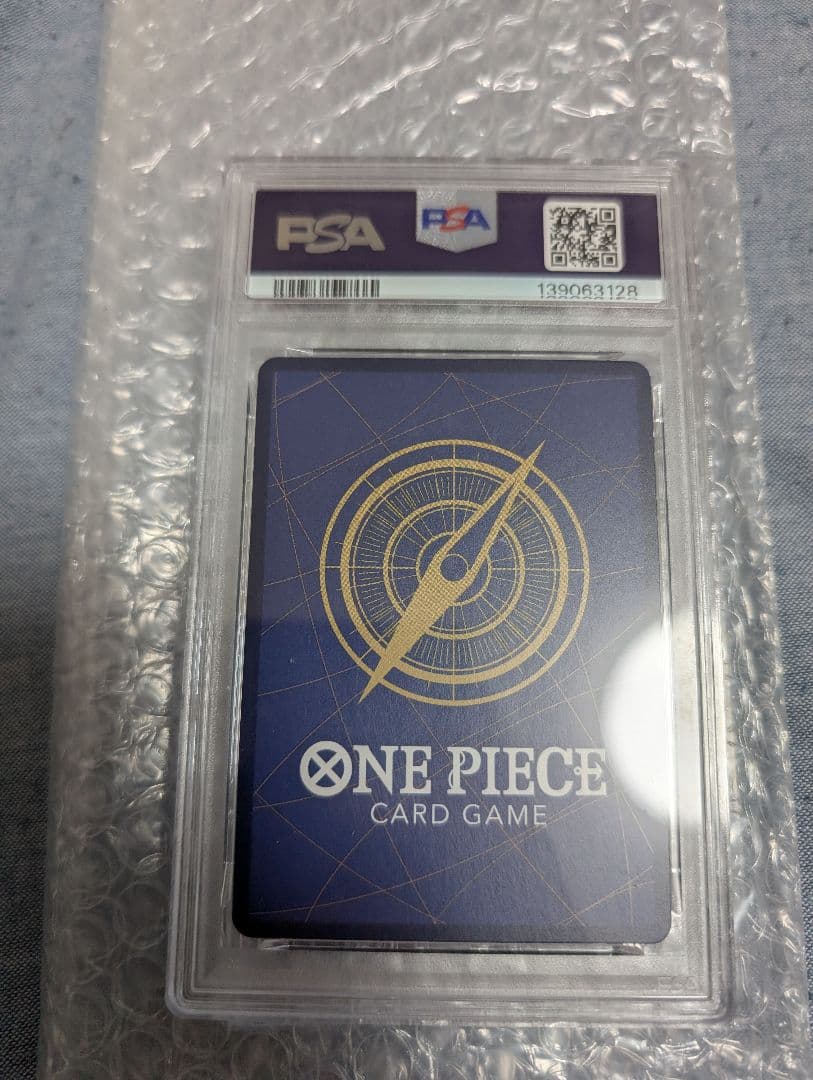 PSA
PSA
139063128
ONE PIECE
CARD GAME